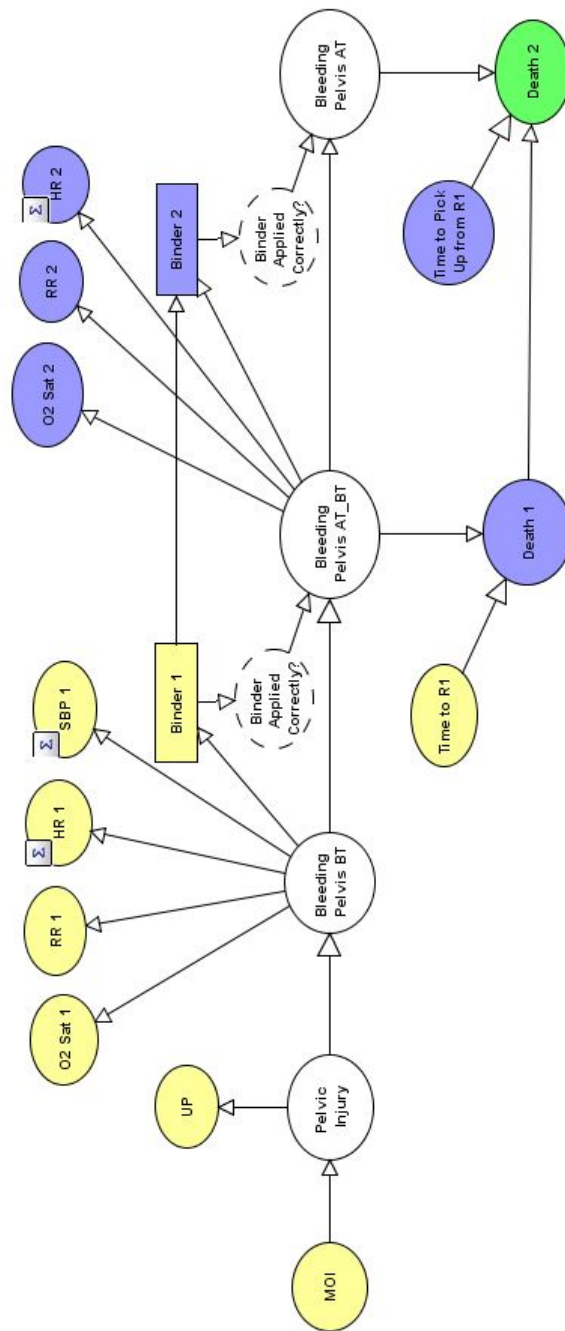 MOI
UP
Pelvic
Injury
O2 Sat 1
RR 1
Σ
HR 1
Σ
SBP 1
Bleeding
Pelvis BT
Binder 1
Binder
Applied
Correctly?
Time to R1
O2 Sat 2
RR 2
Σ
HR 2
Bleeding
Pelvis AT_BT
Death 1
Binder 2
Binder
Applied
Correctly?
Bleeding
Pelvis AT
Time to Pick
Up from R1
Death 2